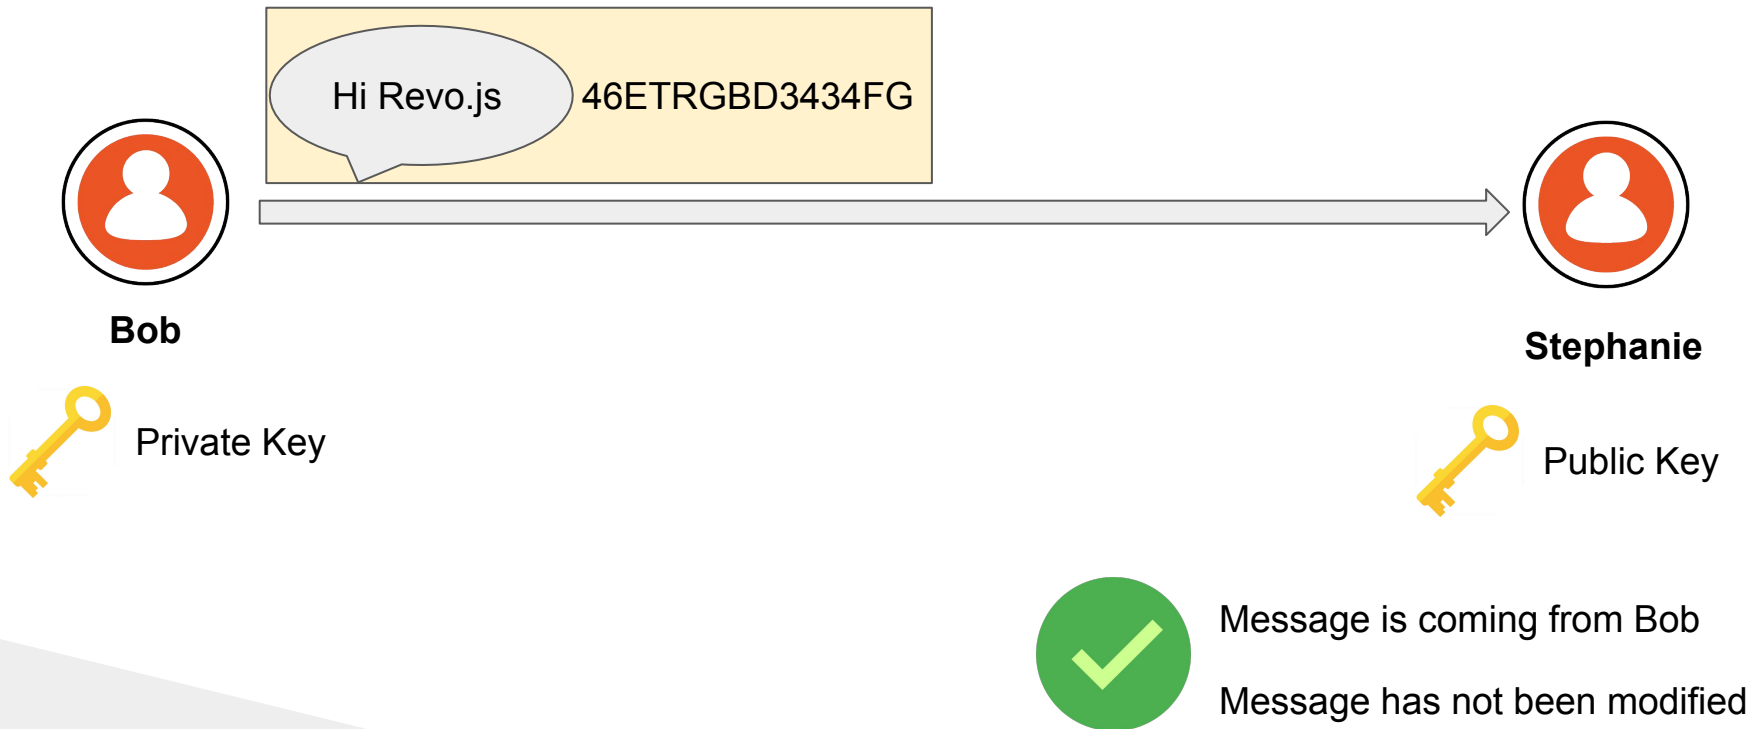 Hi Revo.js
46ETRGBD3434FG
Bob
Stephanie
Private Key
Public Key
Message is coming from Bob
Message has not been modified